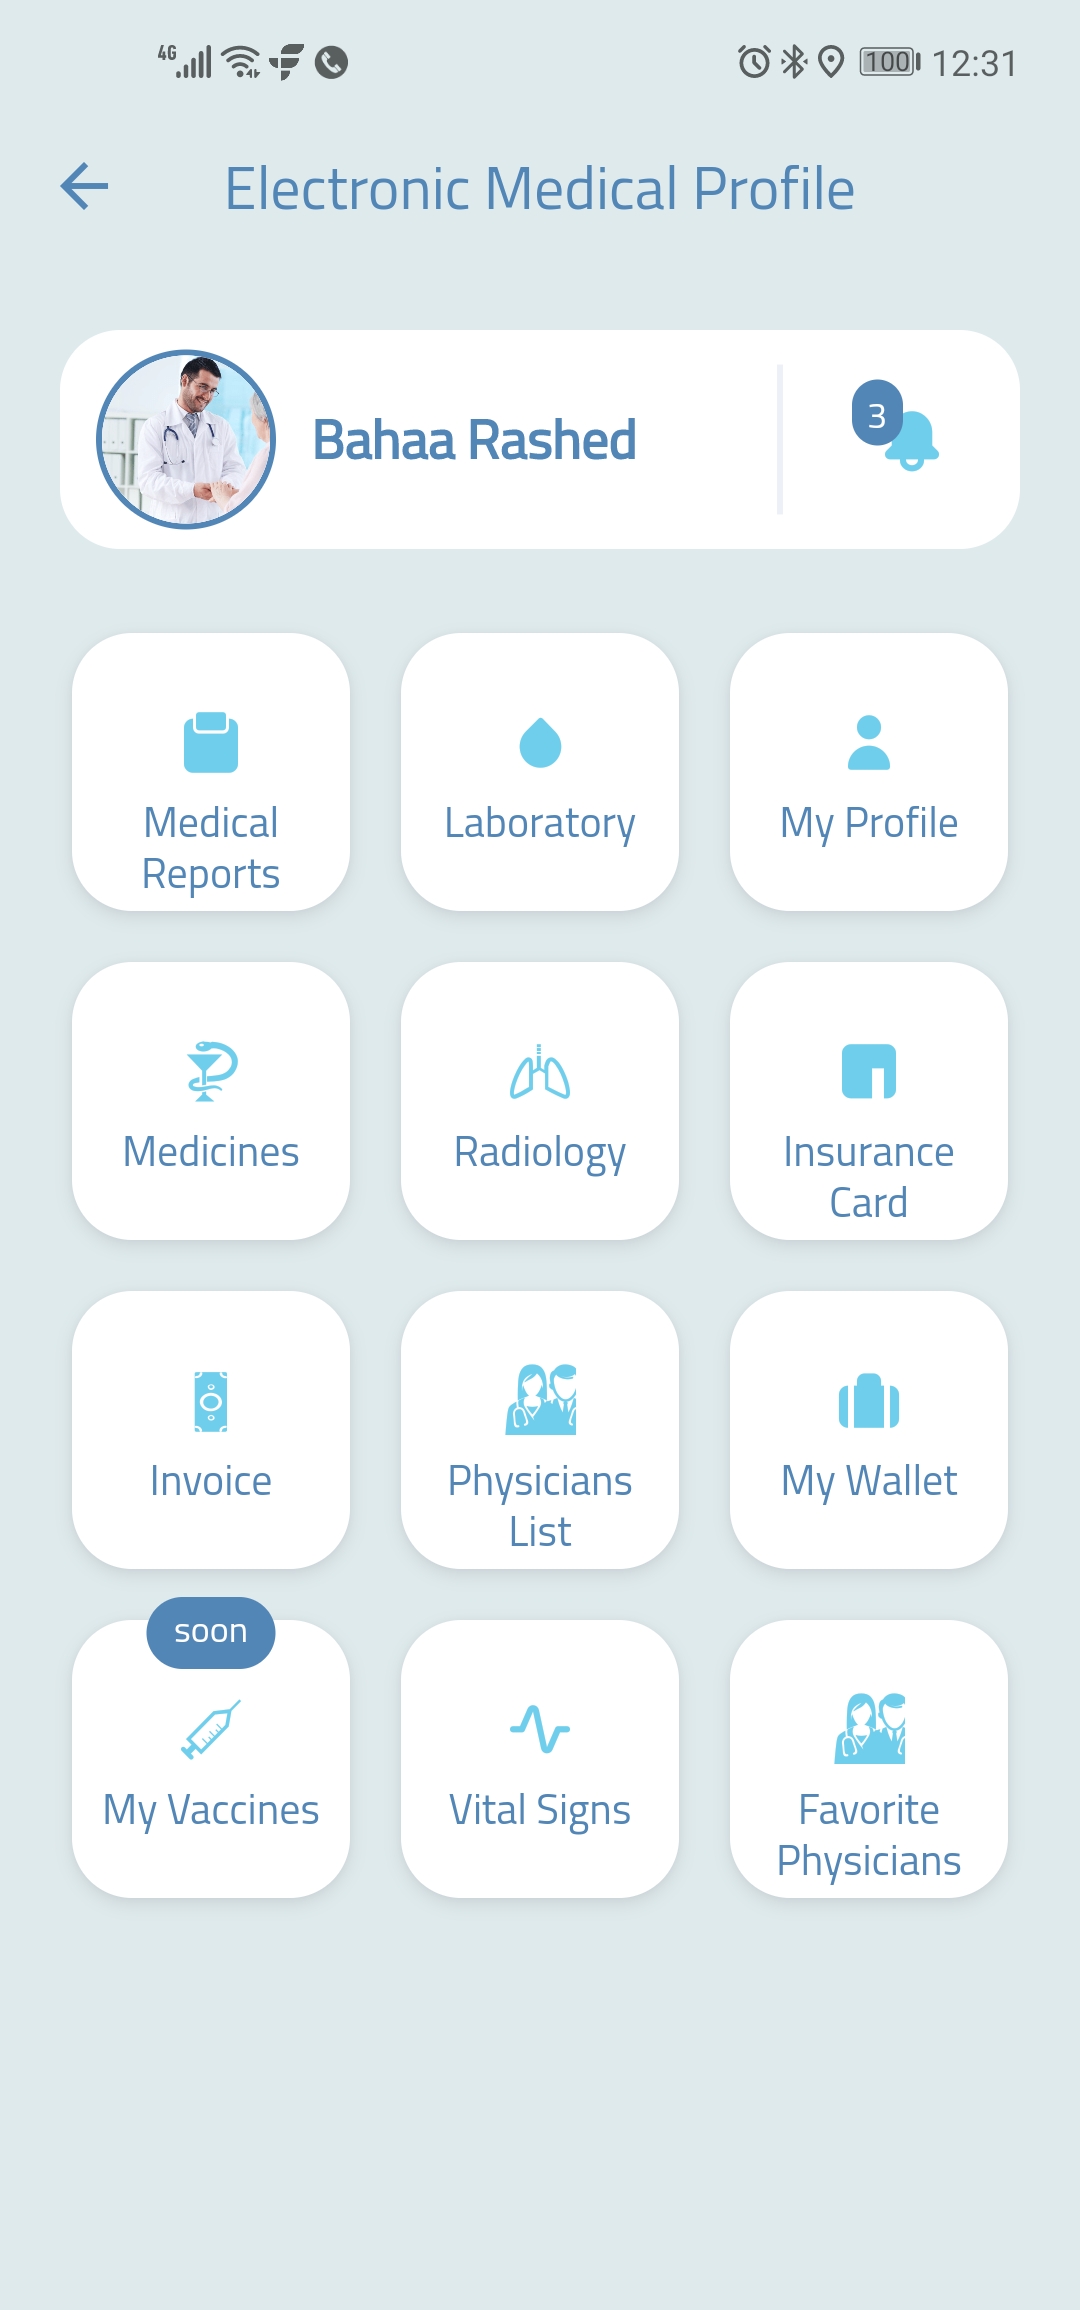 4G
100
12:31
Electronic Medical Profile
Bahaa Rashed
3
Medical
Reports
Laboratory
My Profile
Medicines
Radiology
Insurance
Card
Invoice
Physicians
List
My Wallet
soon
My Vaccines
Vital Signs
Favorite
Physicians